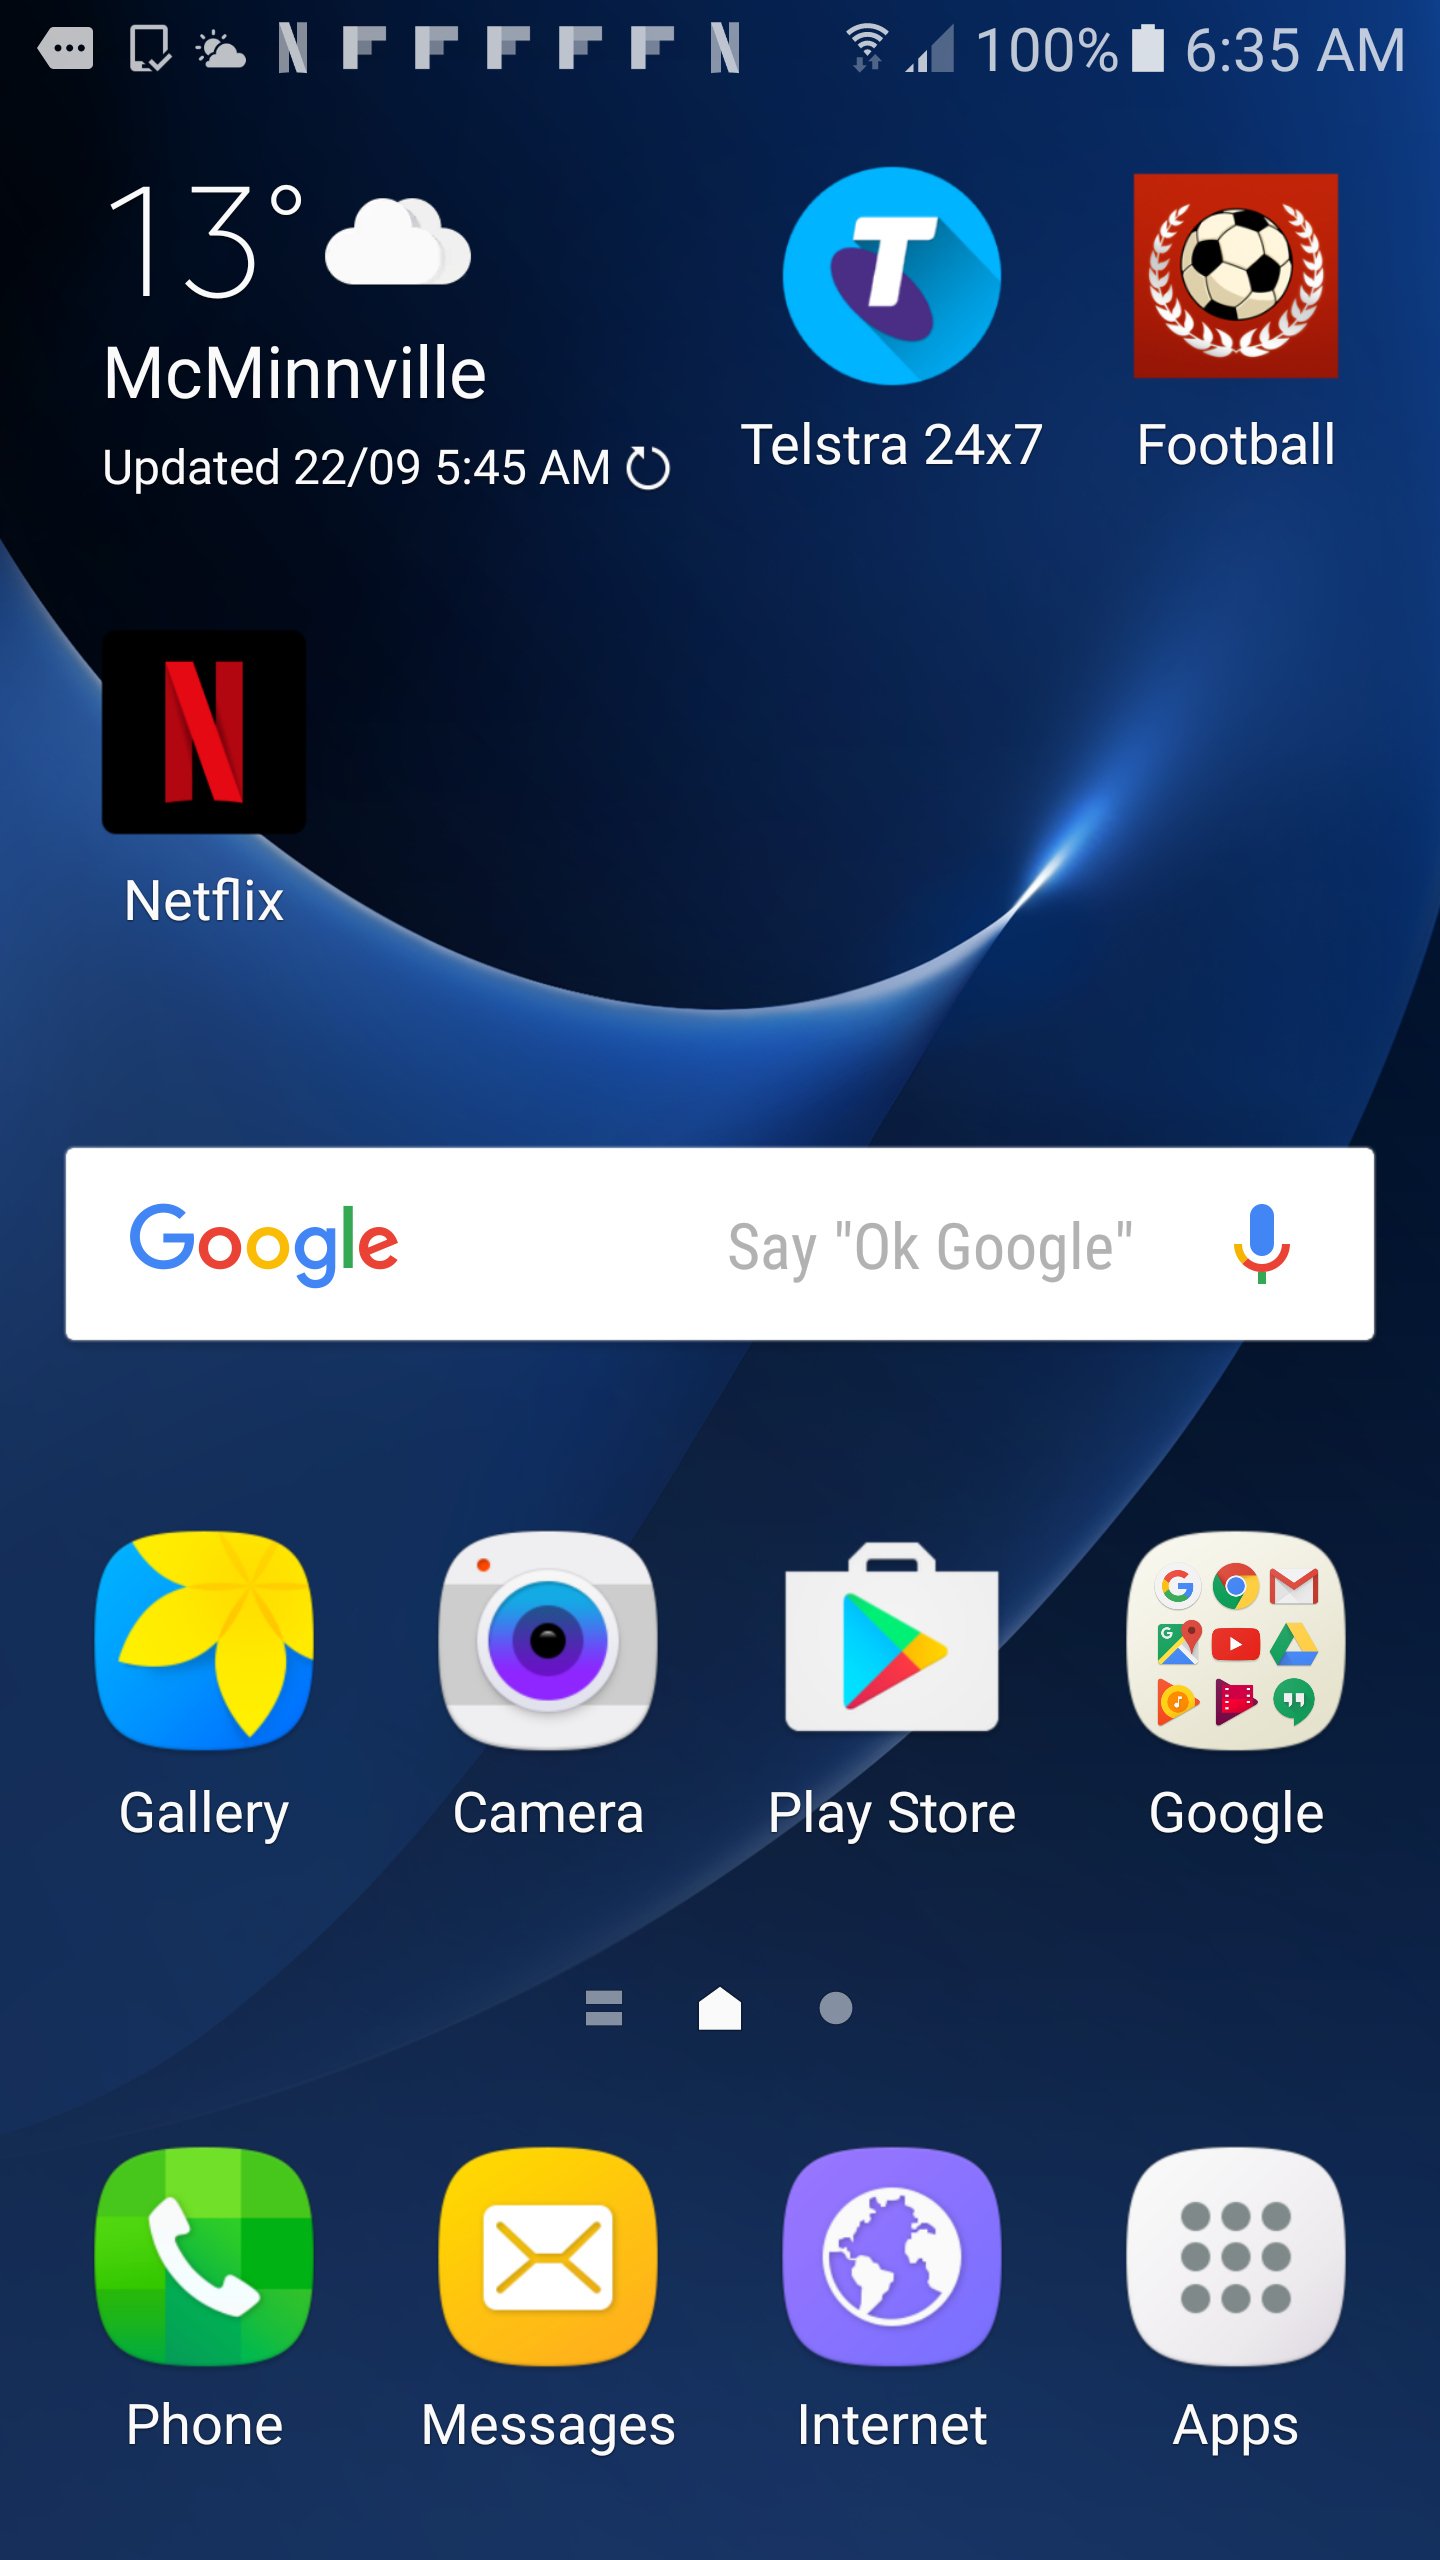 100% 6:35 AM
13°
McMinnville
Updated 22/09 5:45 AM
Telstra 24x7
Football
Netflix
Google Say "Ok Google"
Gallery
Camera
Play Store
Google
Phone
Messages
Internet
Apps